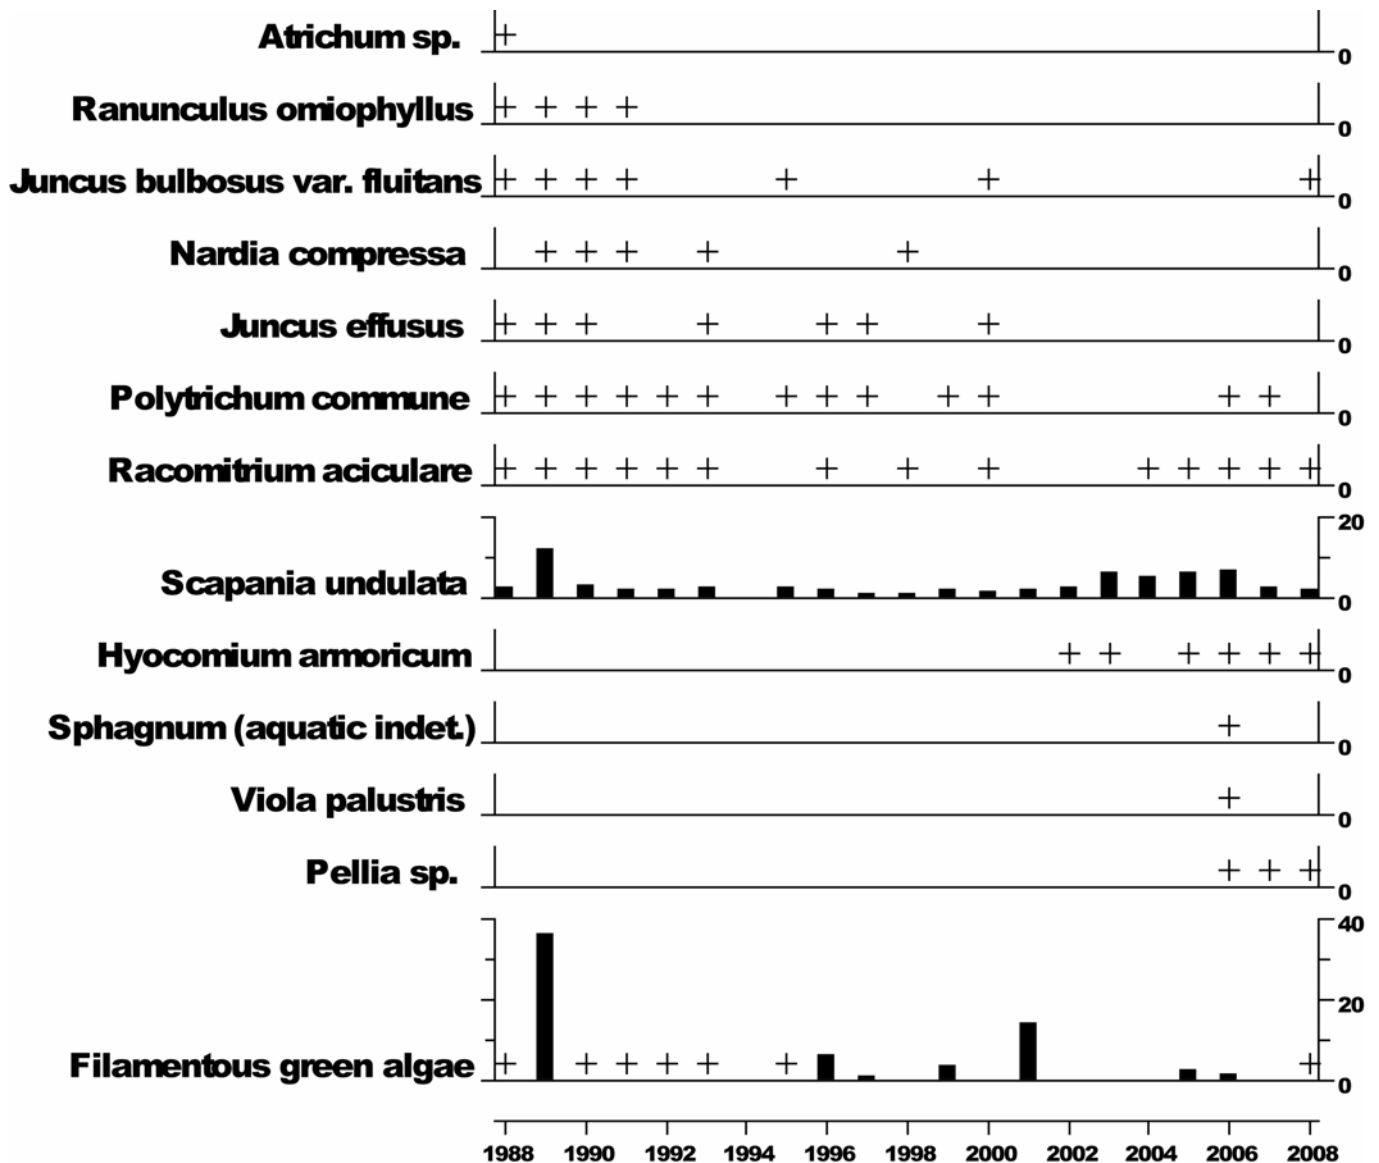 Atrichum sp.
0
Ranunculus omiophyllus
0
Juncus bulbosus var. fluitans
0
Nardia compressa
0
Juncus effusus
0
Polytrichum commune
0
Racomitrium aciculare
0
20
Scapania undulata
0
Hyocomium armoricum
0
Sphagnum (aquatic indet.)
0
Viola palustris
0
Pellia sp.
0
40
20
Filamentous green algae
0
1988 1990 1992 1994 1996 1998 2000 2002 2004 2006 2008